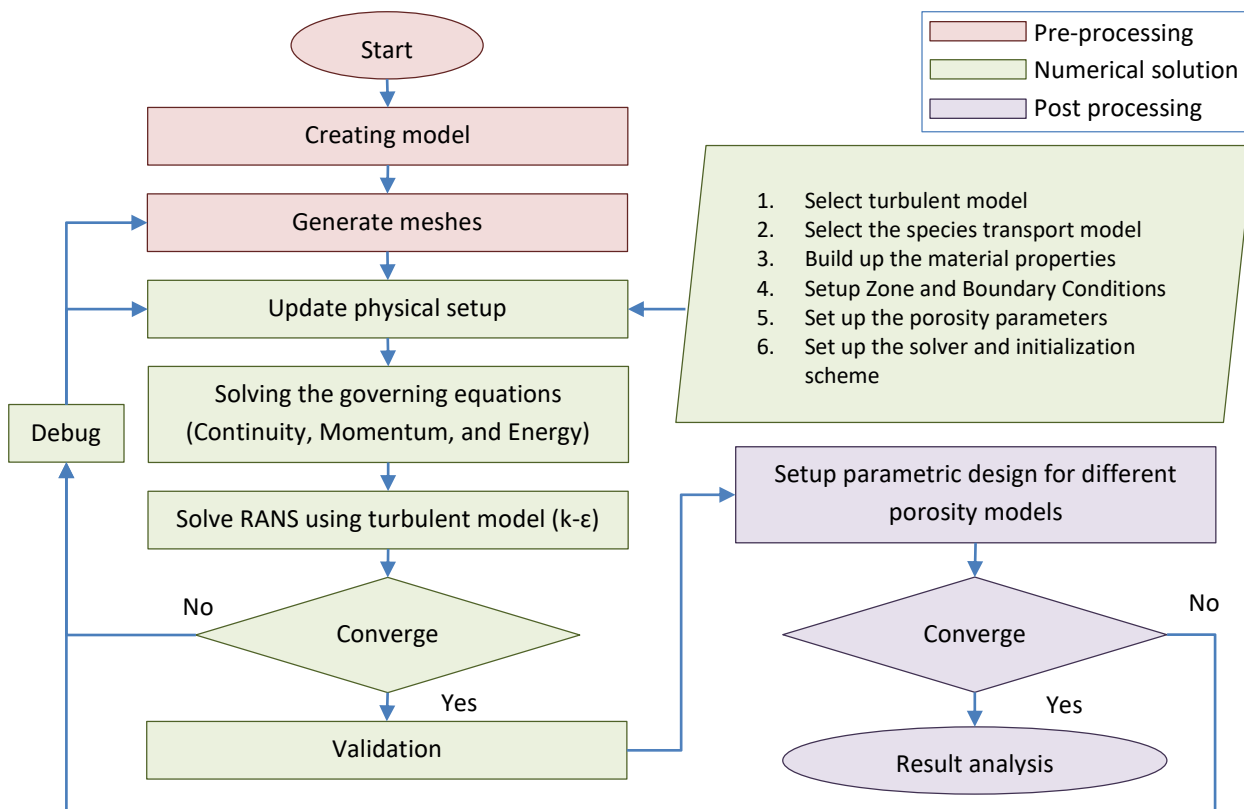 Start
Pre-processing
Numerical solution
Post processing
Creating model
Generate meshes
Update physical setup
1. Select turbulent model
2. Select the species transport model
3. Build up the material properties
4. Setup Zone and Boundary Conditions
5. Set up the porosity parameters
6. Set up the solver and initialization
scheme
Solving the governing equations
(Continuity, Momentum, and Energy)
Debug
Solve RANS using turbulent model (k-ε)
No
Converge
Yes
Validation
Setup parametric design for different
porosity models
No
Converge
Yes
Result analysis